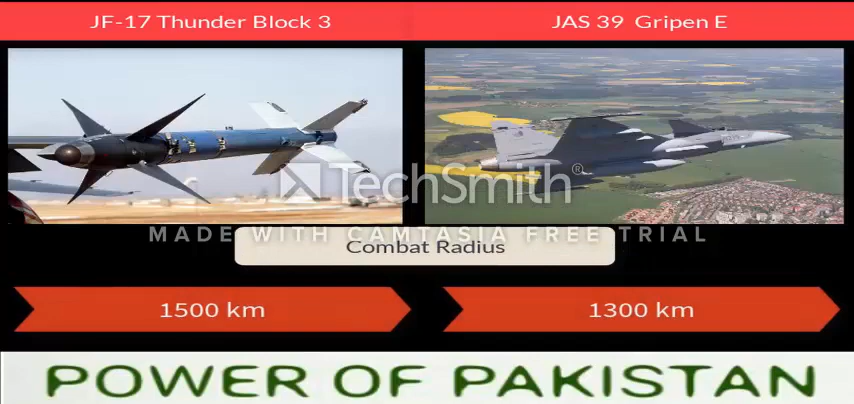 JF-17 Thunder Block 3
JAS 39 Gripen E
TechSmith®
MADE WITH CAMTASIA FREE TRIAL
Combat Radius
1500 km
1300 km
POWER OF PAKISTAN